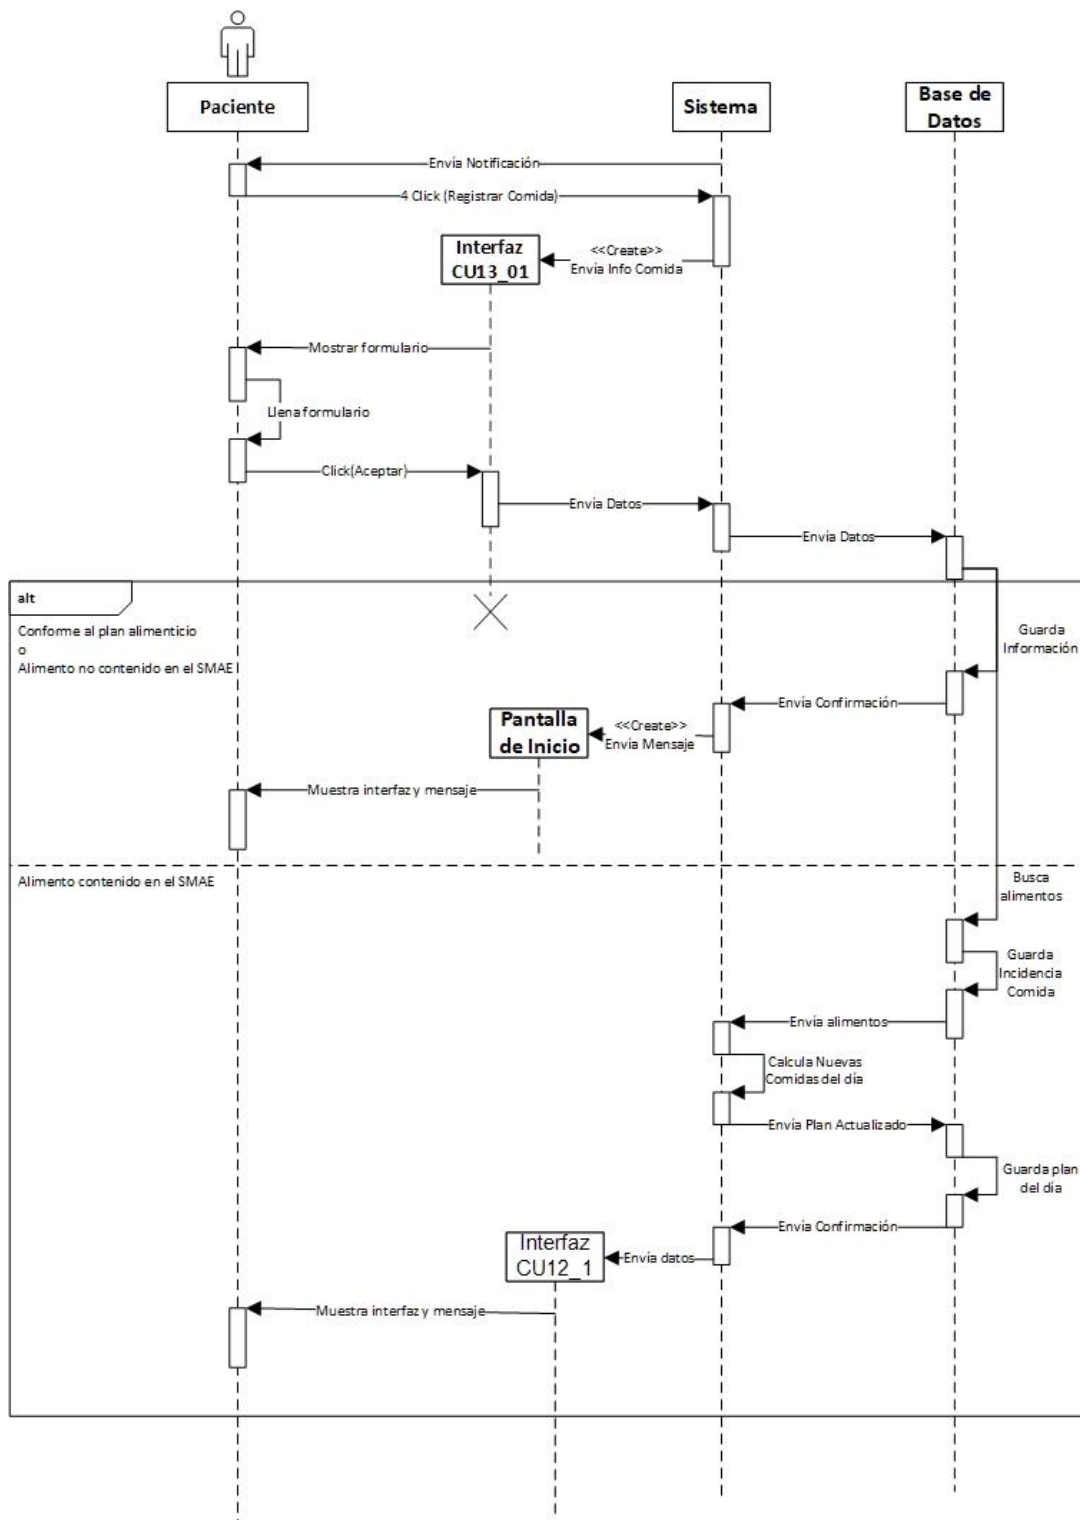 Paciente
Sistema
Base de
Datos
Envía Notificación
4 Click (Registrar Comida)
Interfaz
CU13_01
<<Create>>
Envía Info Comida
Mostrar formulario
Llena formulario
Click(Aceptar)
Envía Datos
Envía Datos
alt
Conforme al plan alimenticio
o
Alimento no contenido en el SMAE
Guarda
Información
Envía Confirmación
Pantalla
de Inicio
<<Create>>
Envía Mensaje
Muestra interfaz y mensaje
Alimento contenido en el SMAE
Busca
alimentos
Guarda
Incidencia
Comida
Envía alimentos
Calcula Nuevas
Comidas del día
Envía Plan Actualizado
Guarda plan
del día
Envía Confirmación
Interfaz
CU12_1
Envía datos
Muestra interfaz y mensaje